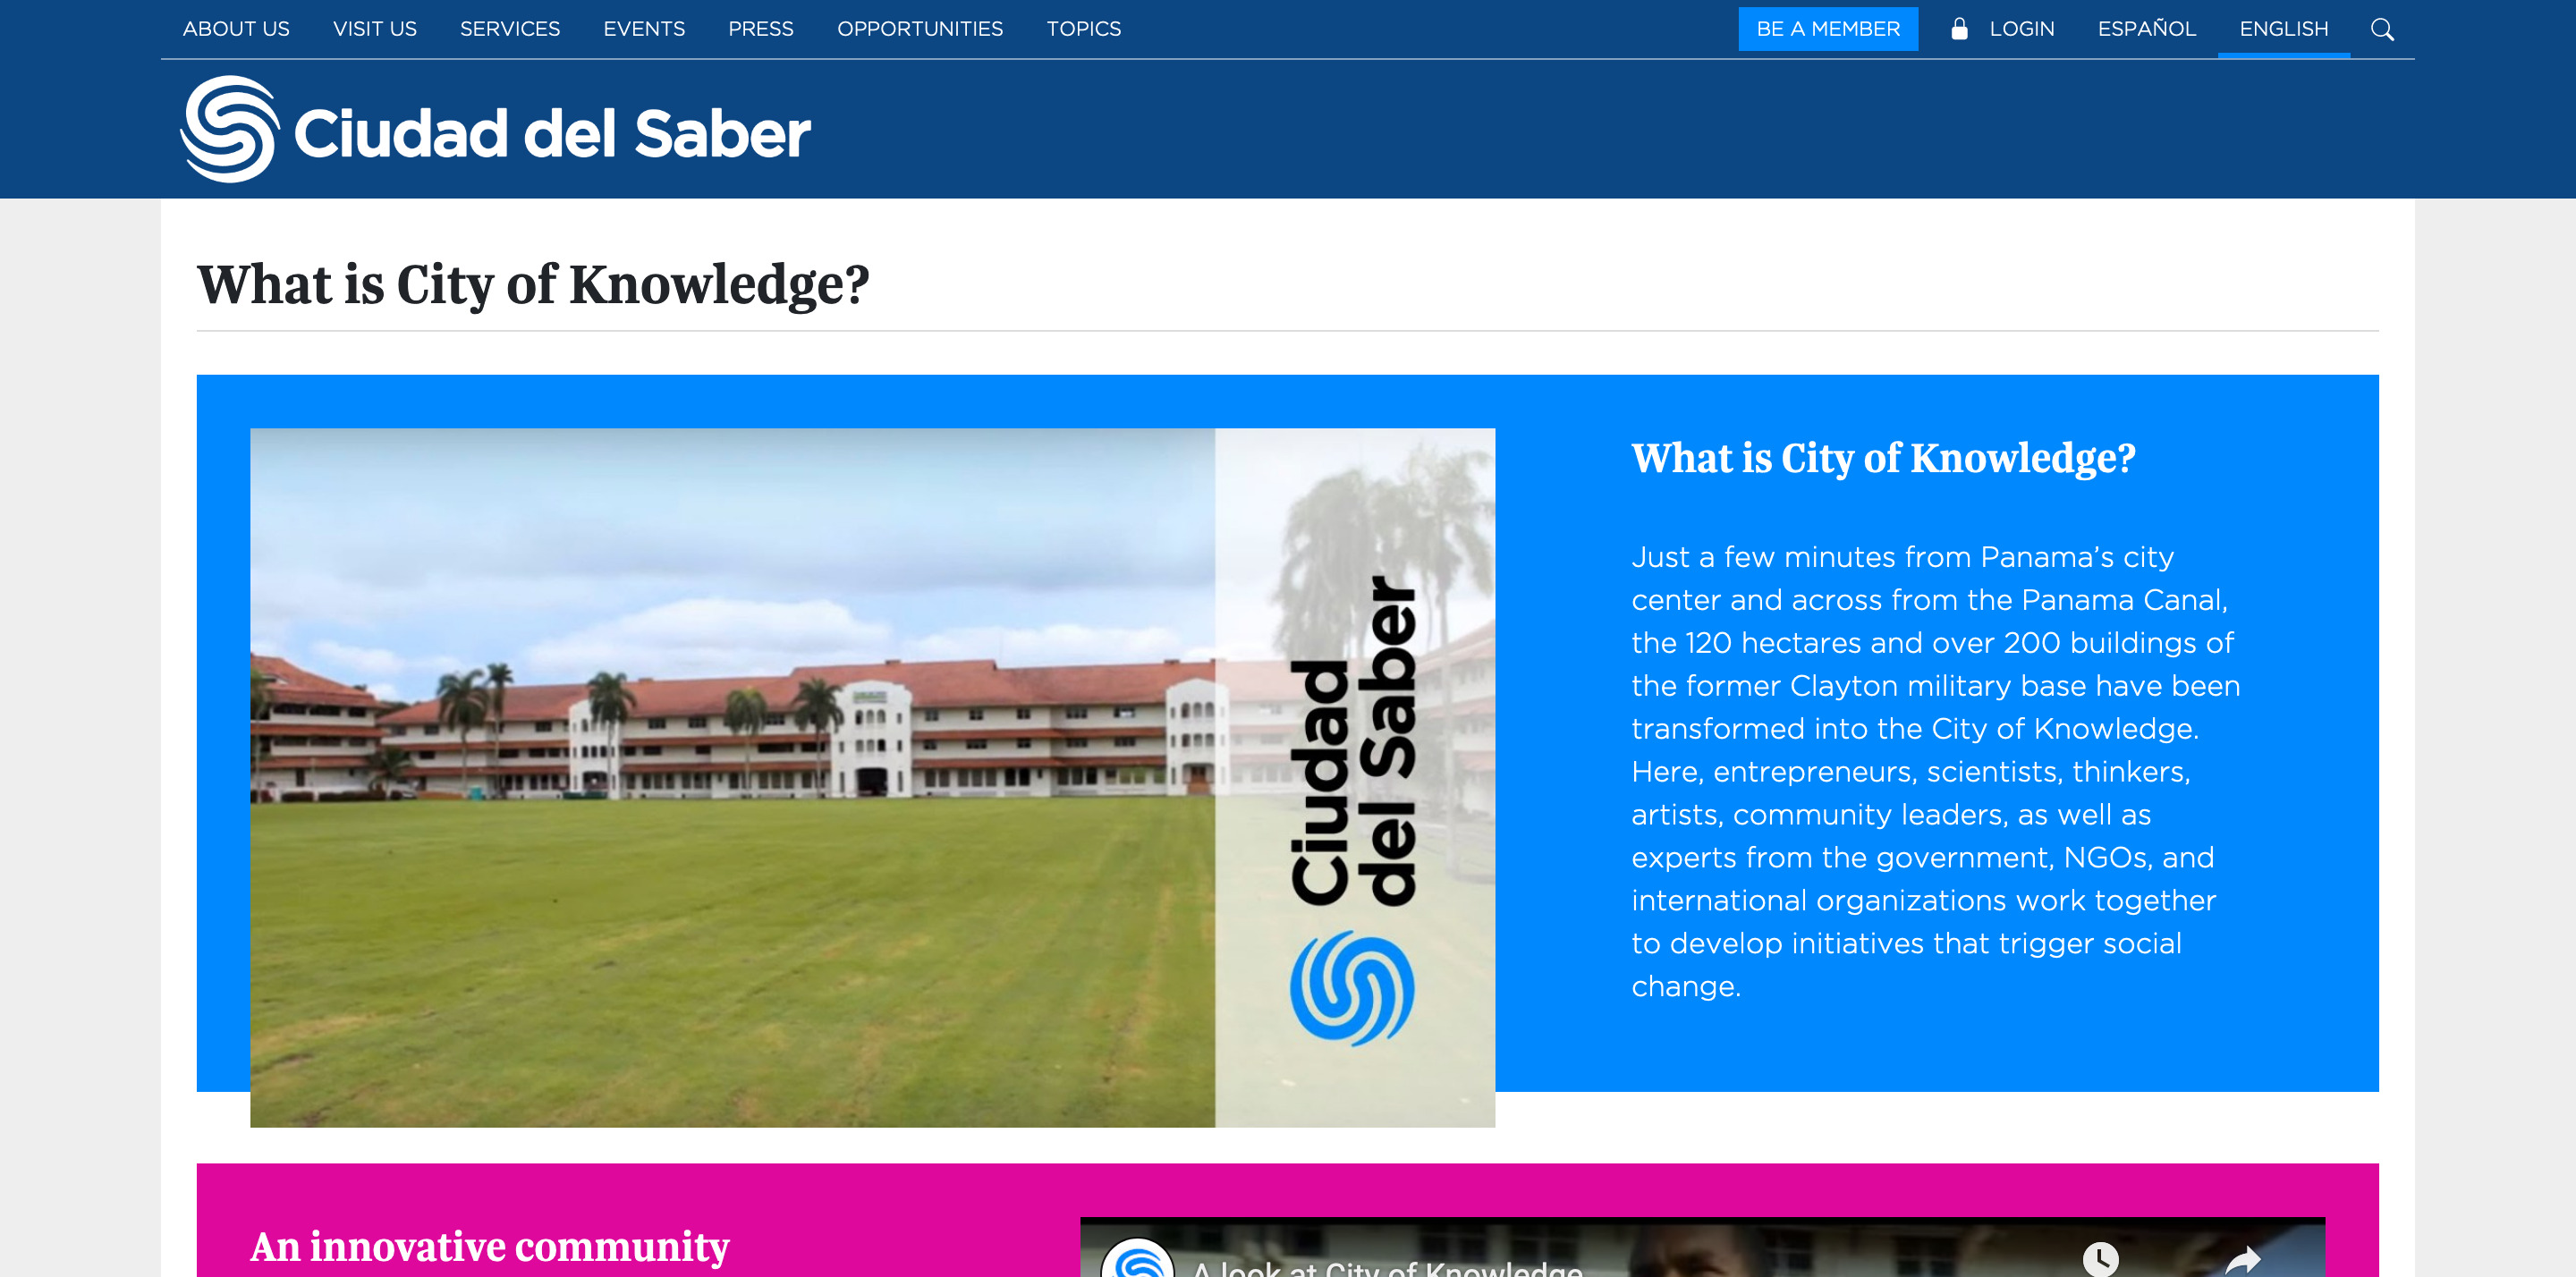 ABOUT US VISIT US SERVICES EVENTS PRESS OPPORTUNITIES TOPICS BE A MEMBER LOGIN ESPAÑOL ENGLISH
Ciudad del Saber
What is City of Knowledge?
Ciudad
del Saber
What is City of Knowledge?
Just a few minutes from Panama’s city
center and across from the Panama Canal,
the 120 hectares and over 200 buildings of
the former Clayton military base have been
transformed into the City of Knowledge.
Here, entrepreneurs, scientists, thinkers,
artists, community leaders, as well as
experts from the government, NGOs, and
international organizations work together
to develop initiatives that trigger social
change.
An innovative community
A look at City of Knowledge